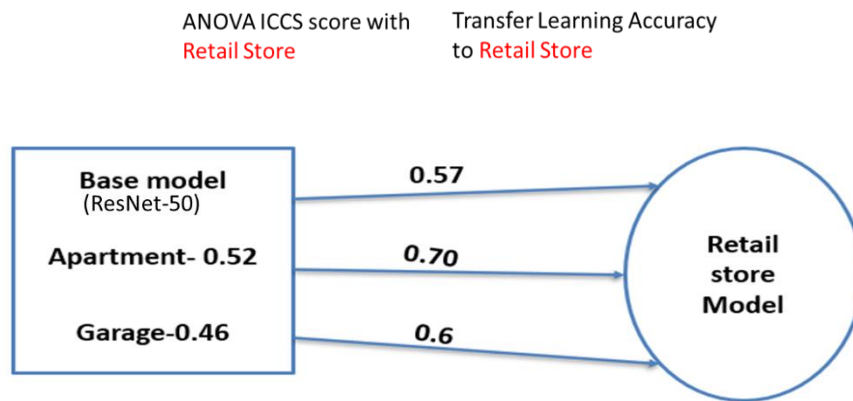 ANOVA ICCS score with
Retail Store
Transfer Learning Accuracy
to Retail Store
Base model
(ResNet-50)
Apartment- 0.52
Garage-0.46
0.57
0.70
0.6
Retail
store
Model